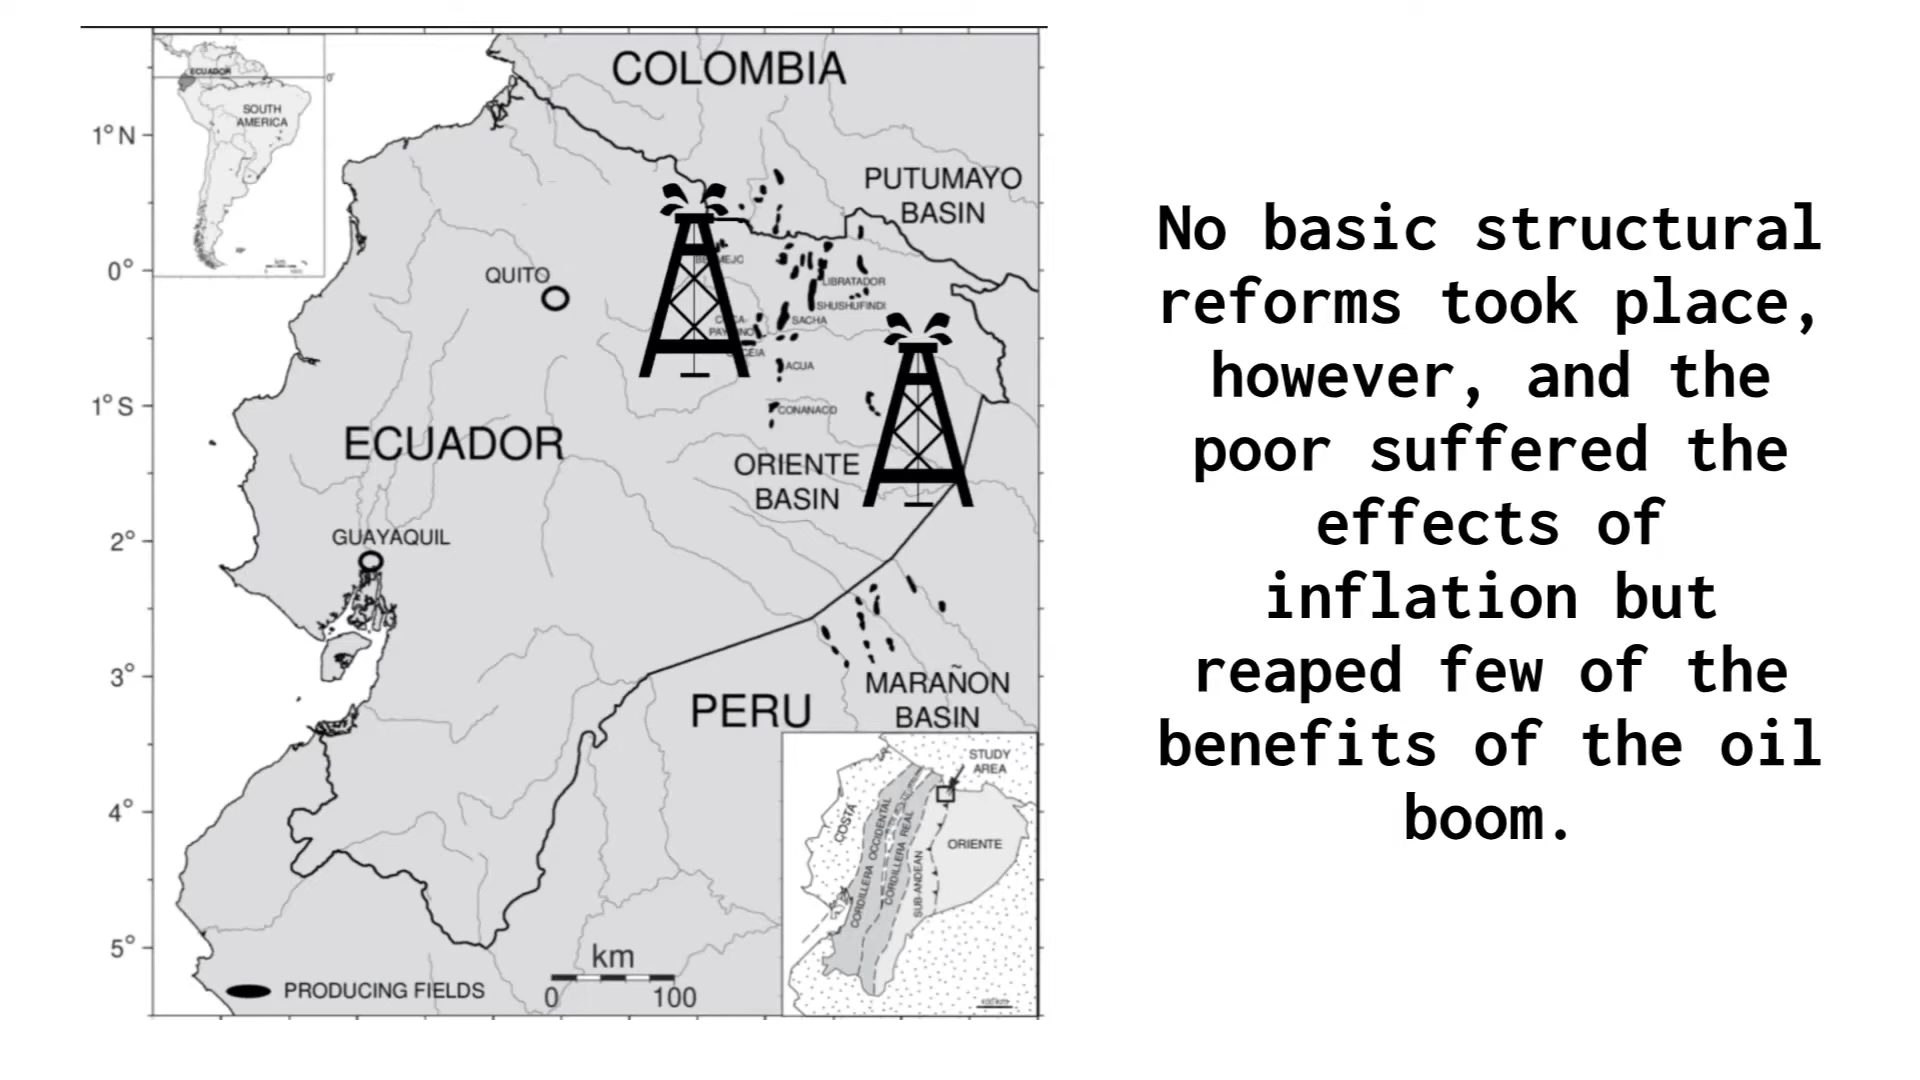 COLOMBIA
ECUADOR
0°
SOUTH
AMERICA
1°N
PUTUMAYO
BASIN
0°
QUITO
LIBRATADOR
SHUSHUFINDI
SACHA
1°S
CONANACO
ECUADOR
ORIENTE
BASIN
2°
GUAYAQUIL
3°
MARAÑON
BASIN
PERU
STUDY
AREA
COSTA
CORDILLERA OCCIDENTAL
CORDILLERA REAL
SUB-ANDEAN
ORIENTE
4°
5°
km
0 100
PRODUCING FIELDS
No basic structural
reforms took place,
however, and the
poor suffered the
effects of
inflation but
reaped few of the
benefits of the oil
boom.